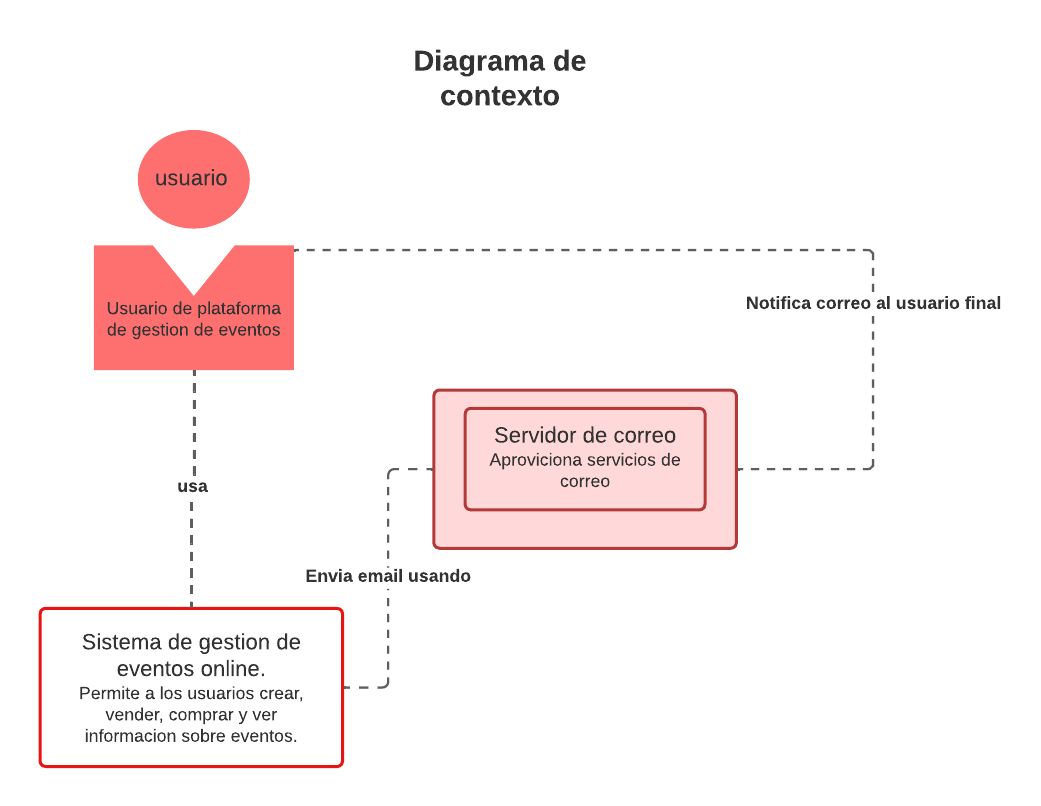 Diagrama de
contexto
usuario
Usuario de plataforma
de gestion de eventos
Notifica correo al usuario final
Servidor de correo
Aproviciona servicios de
correo
usa
Envia email usando
Sistema de gestion de
eventos online.
Permite a los usuarios crear,
vender, comprar y ver
informacion sobre eventos.